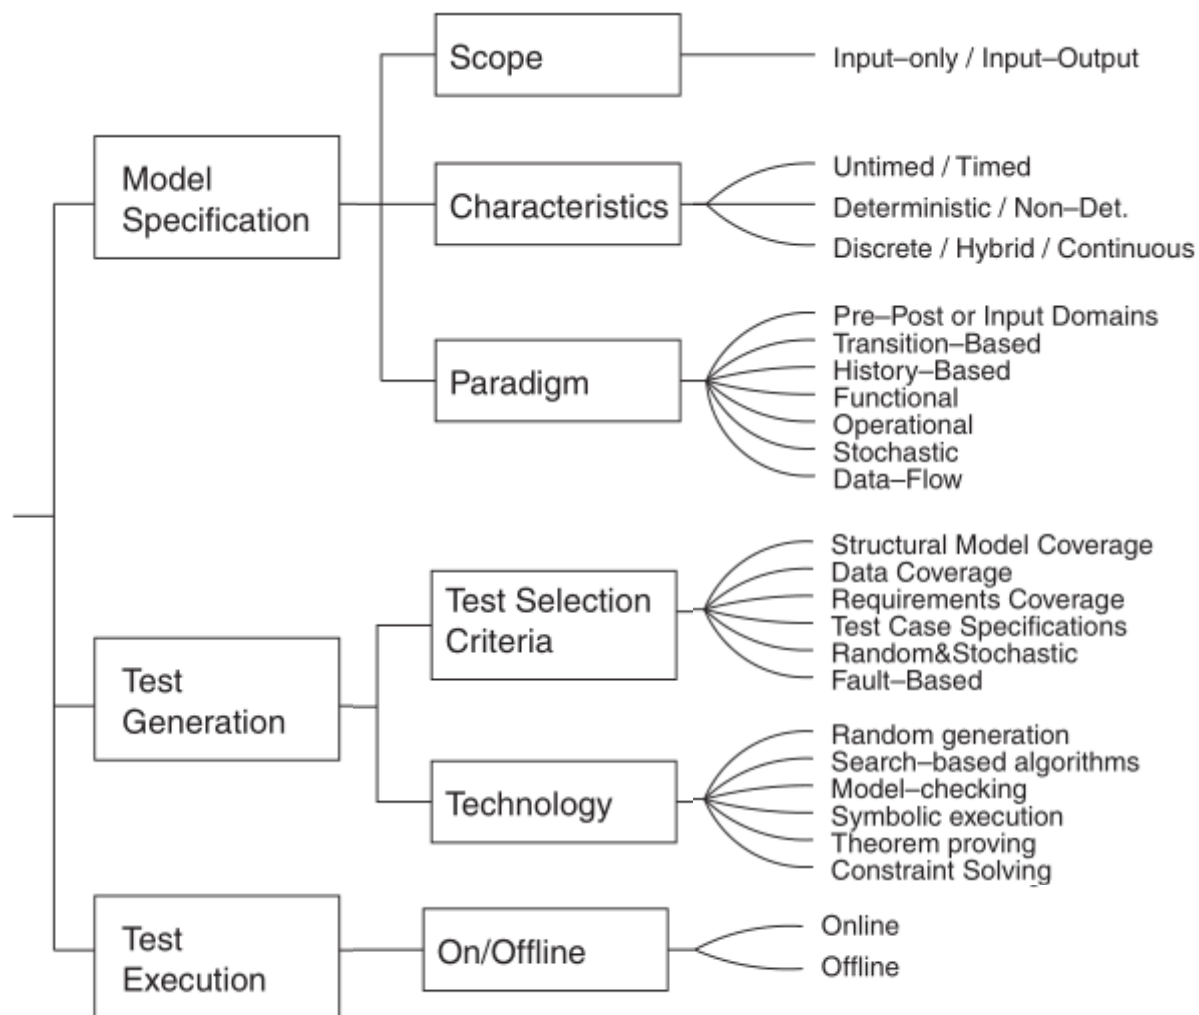 Scope
Input–only / Input–Output
Model
Specification
Characteristics
Untimed / Timed
Deterministic / Non–Det.
Discrete / Hybrid / Continuous
Paradigm
Pre–Post or Input Domains
Transition–Based
History–Based
Functional
Operational
Stochastic
Data–Flow
Test
Generation
Test Selection
Criteria
Structural Model Coverage
Data Coverage
Requirements Coverage
Test Case Specifications
Random&Stochastic
Fault–Based
Technology
Random generation
Search–based algorithms
Model–checking
Symbolic execution
Theorem proving
Constraint Solving
Test
Execution
On/Offline
Online
Offline